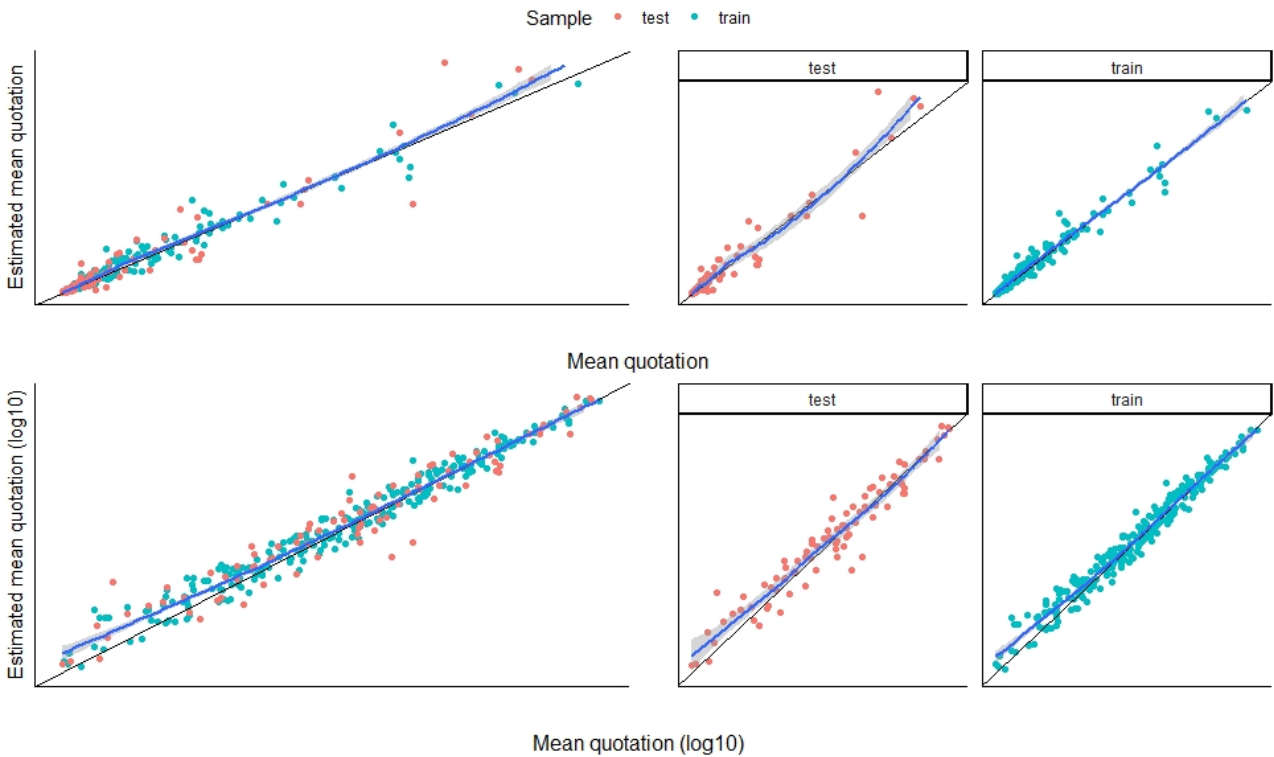 Sample test train
Estimated mean quotation
test
train
Mean quotation
Estimated mean quotation (log10)
test
train
Mean quotation (log10)